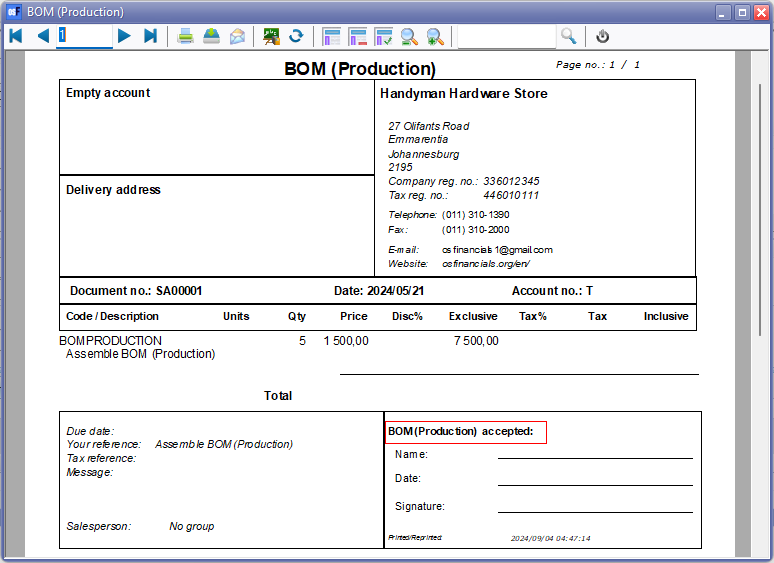 BOM (Production)
1
BOM (Production)
Page no.: 1 / 1
Empty account
Handyman Hardware Store
27 Olifants Road
Emmarentia
Johannesburg
2195
Delivery address
Company reg. no.: 336012345
Tax reg. no.: 446010111
Telephone: (011) 310-1390
Fax: (011) 310-2000
E-mail: csfinancials1@gmail.com
Website: csfinancials.org/en/
Document no.: SA00001 Date: 2024/05/21 Account no.: T
Code / Description Units Qty Price Disc% Exclusive Tax% Tax Inclusive
BOMPRODUCTION 5 1 500,00 7 500,00
Assemble BOM (Production)
Total
Due date:
Your reference: Assemble BOM (Production)
Tax reference:
Message:
Salesperson: No group
BOM (Production) accepted:
Name:
Date:
Signature:
Printed/Reprinted: 2024/09/04 04:47:14